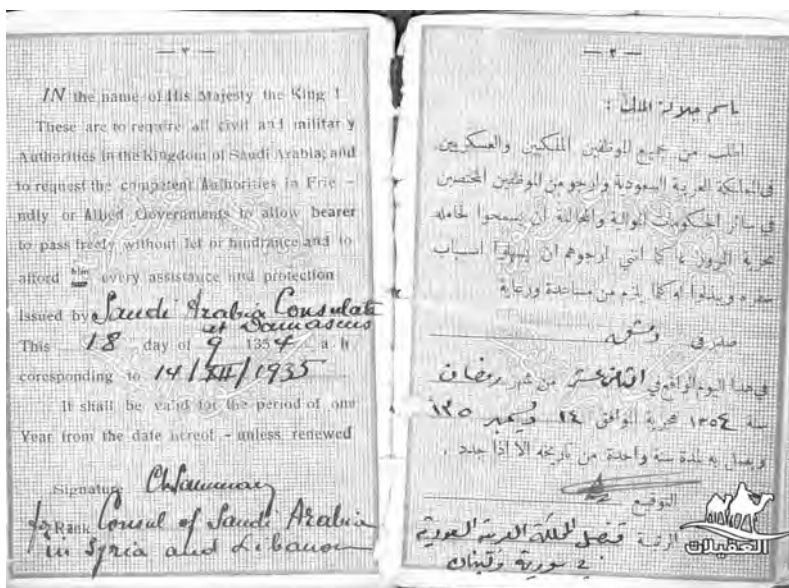 — ٣ —
IN the name of His Majesty the King !
These are to require all civil and military
Authorities in the Kingdom of Saudi Arabia; and
to request the competent Authorities in Frie -
ndly or Allied Governments to allow bearer
to pass freely without let or hindrance and to
afford him every assistance and protection
issued by Saudi Arabia Consulate
at Damascus
This 18 day of 9 1354 a. h.
coresponding to 14/XII/1935
It shall be valid for the period of one
Year from the date hereof - unless renewed
Signature
Rank Consul of Saudi Arabia
in Syria and Libanon
— ٢ —
باسم جلالة الملك :
اطلب من جميع الموظفين الملكيين والعسكريين
في المملكة العربية السعودية وارجو من الموظفين المختصين
في سائر الحكومات الموالية والمحالفة ان يسمحوا لحامله
بحرية المرور كما انني ارجوهم ان يسهلوا اسباب
سفره ويبذلوا له كلما يلزم من مساعدة ورعاية
صدر في دمشق
في هذا اليوم الواقع في عشر من شهر رمضان
سنة ١٣٥٤ هجرية الموافق ١٤ ديسمبر
ويعمل به لمدة سنة واحدة من تاريخه الا اذا جدد .
التوقيع
الرتبة قنصل المملكة العربية السعودية
في سورية ولبنان
العقيلات